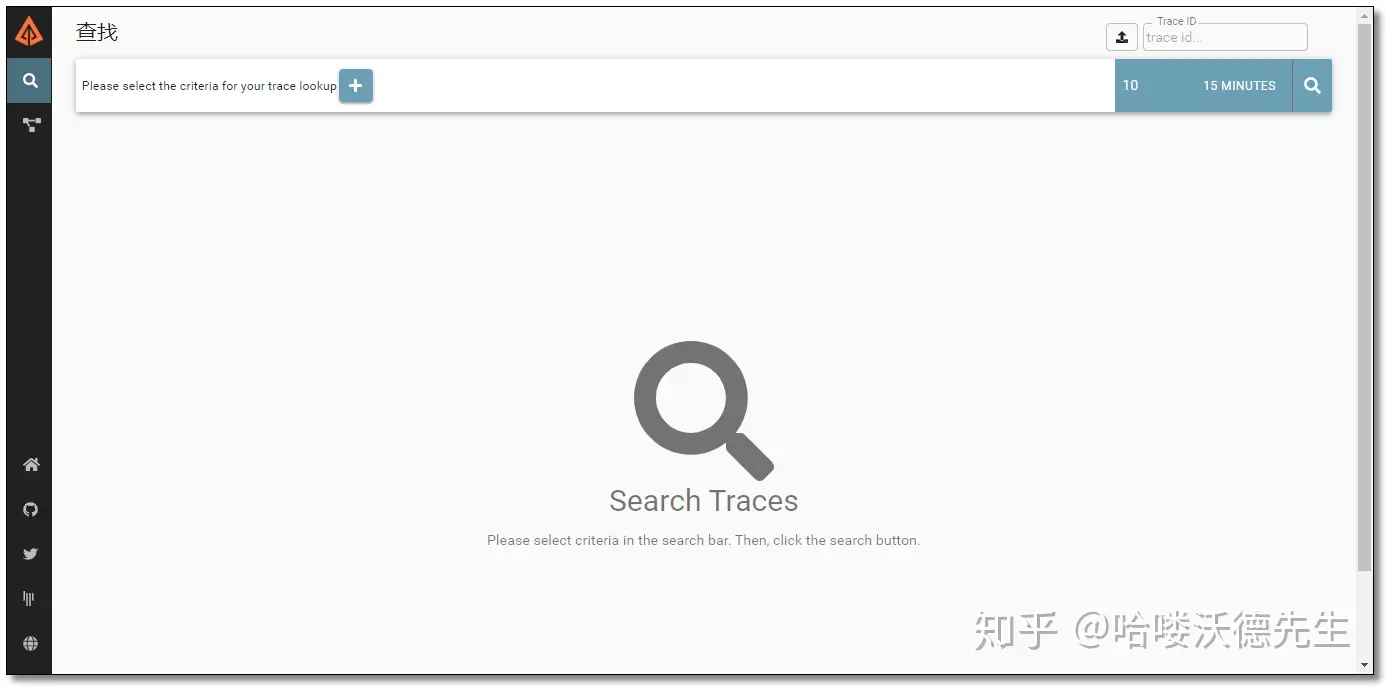 查找
Trace ID
trace id...
Please select the criteria for your trace lookup
10
15 MINUTES
Search Traces
Please select criteria in the search bar. Then, click the search button.
知乎 @哈喽沃德先生